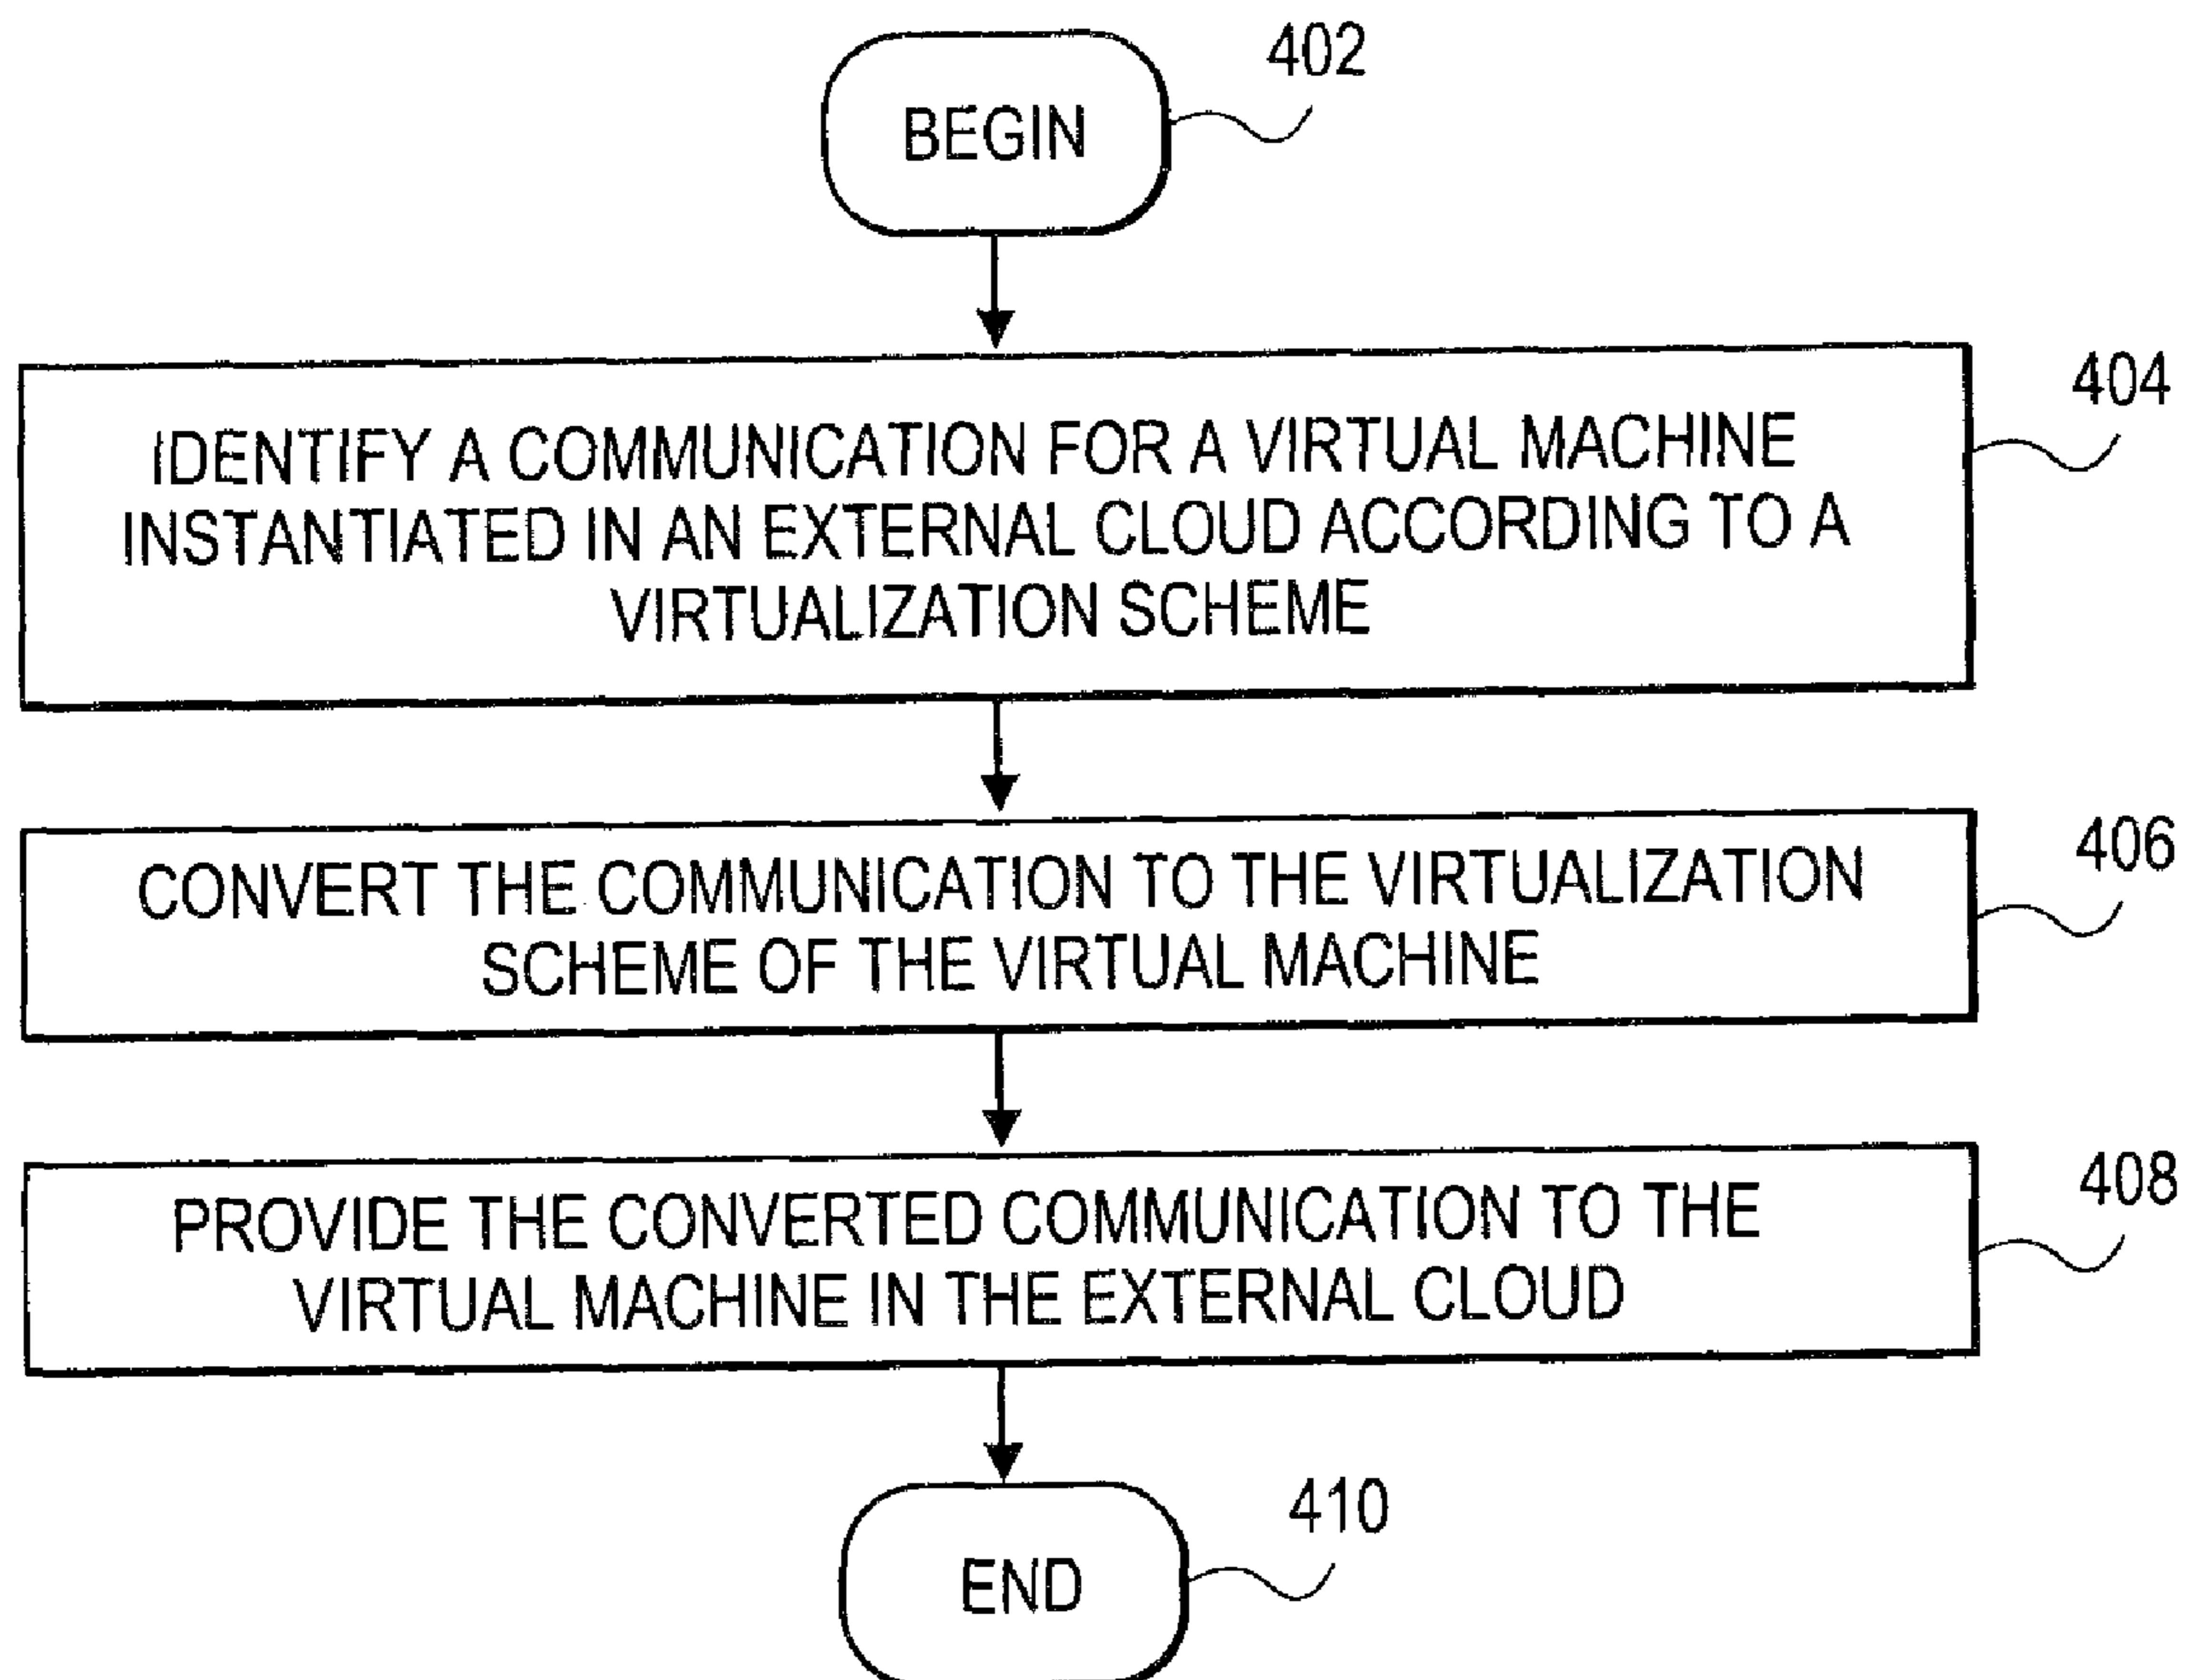 402
BEGIN
404
IDENTIFY A COMMUNICATION FOR A VIRTUAL MACHINE
INSTANTIATED IN AN EXTERNAL CLOUD ACCORDING TO A
VIRTUALIZATION SCHEME
406
CONVERT THE COMMUNICATION TO THE VIRTUALIZATION
SCHEME OF THE VIRTUAL MACHINE
408
PROVIDE THE CONVERTED COMMUNICATION TO THE
VIRTUAL MACHINE IN THE EXTERNAL CLOUD
410
END